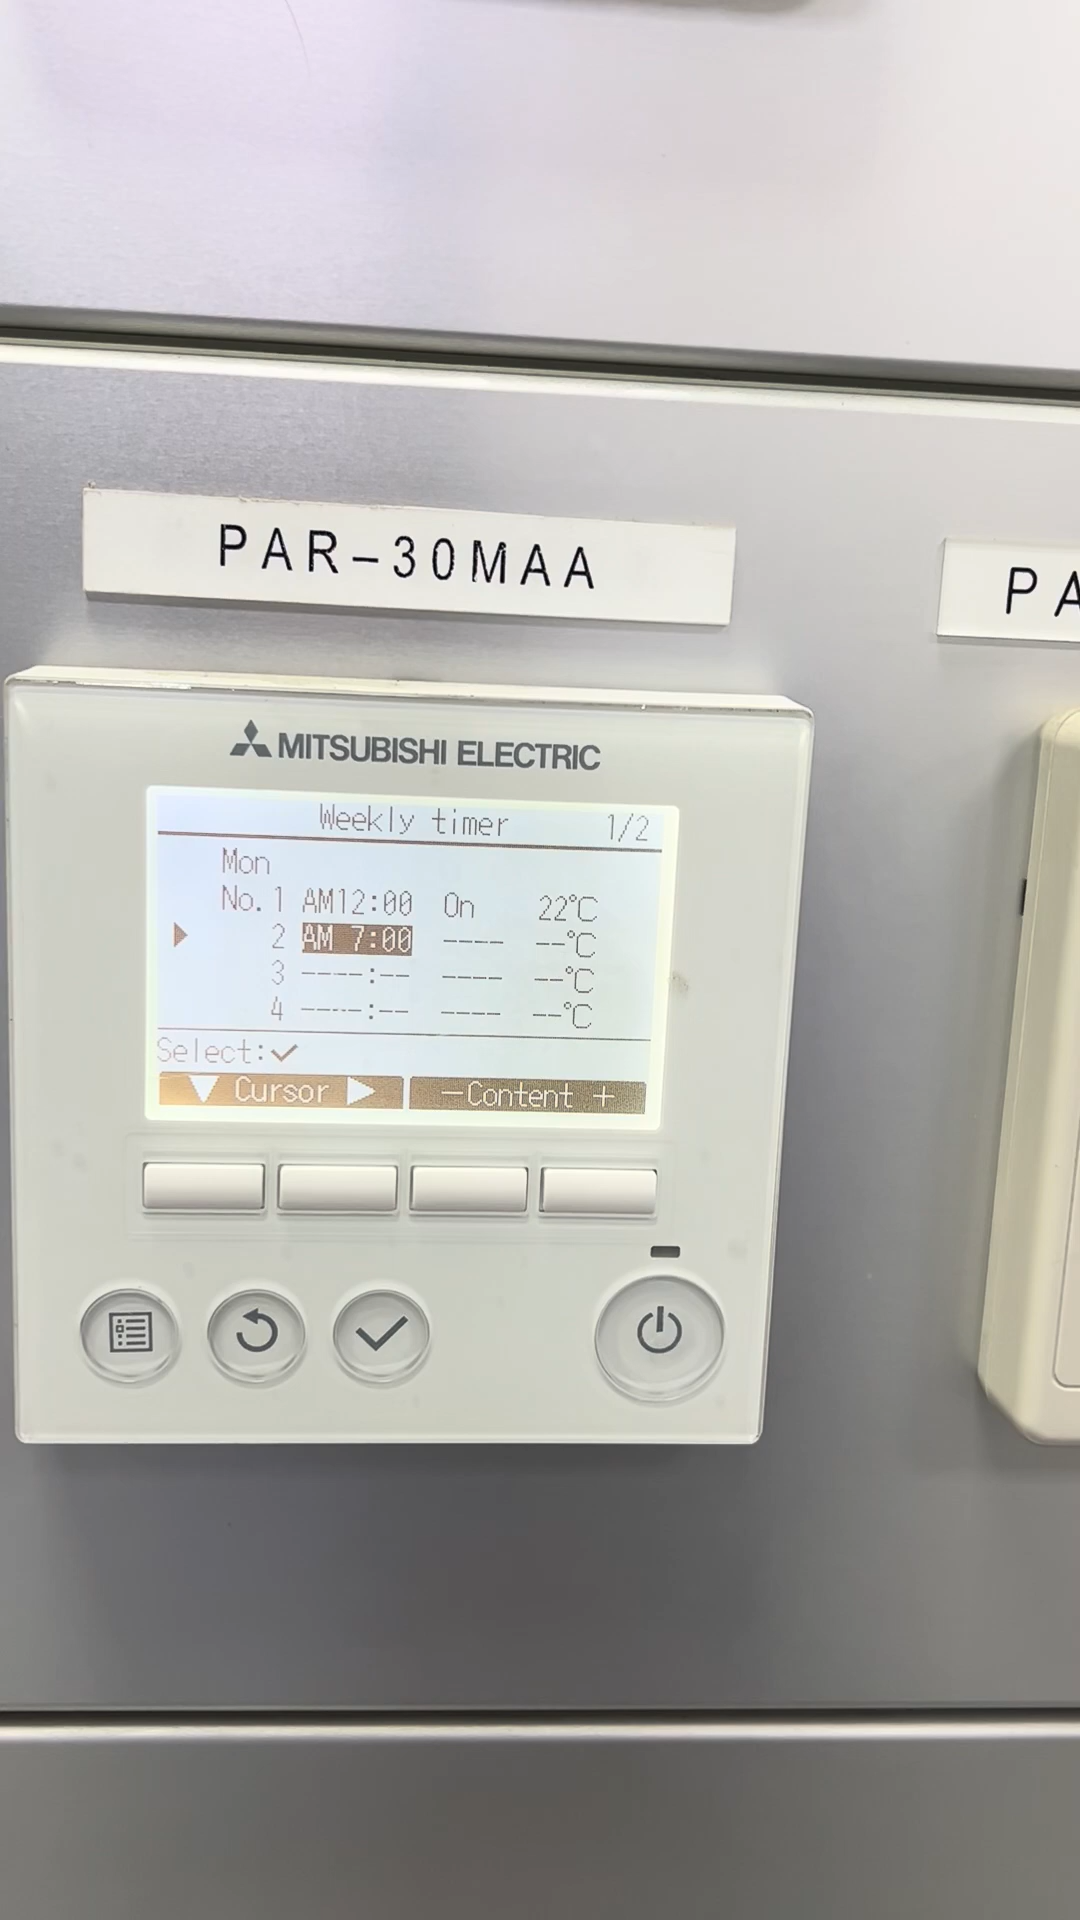 PAR-30MAA
PA
MITSUBISHI ELECTRIC
Weekly timer 1/2
Mon
No. 1 AM12:00 On 22℃
2 AM 7:00 ---- --℃
3 ----:-- ---- --℃
4 ----:-- ---- --℃
Select:✓
▼ Cursor ▶ −Content +